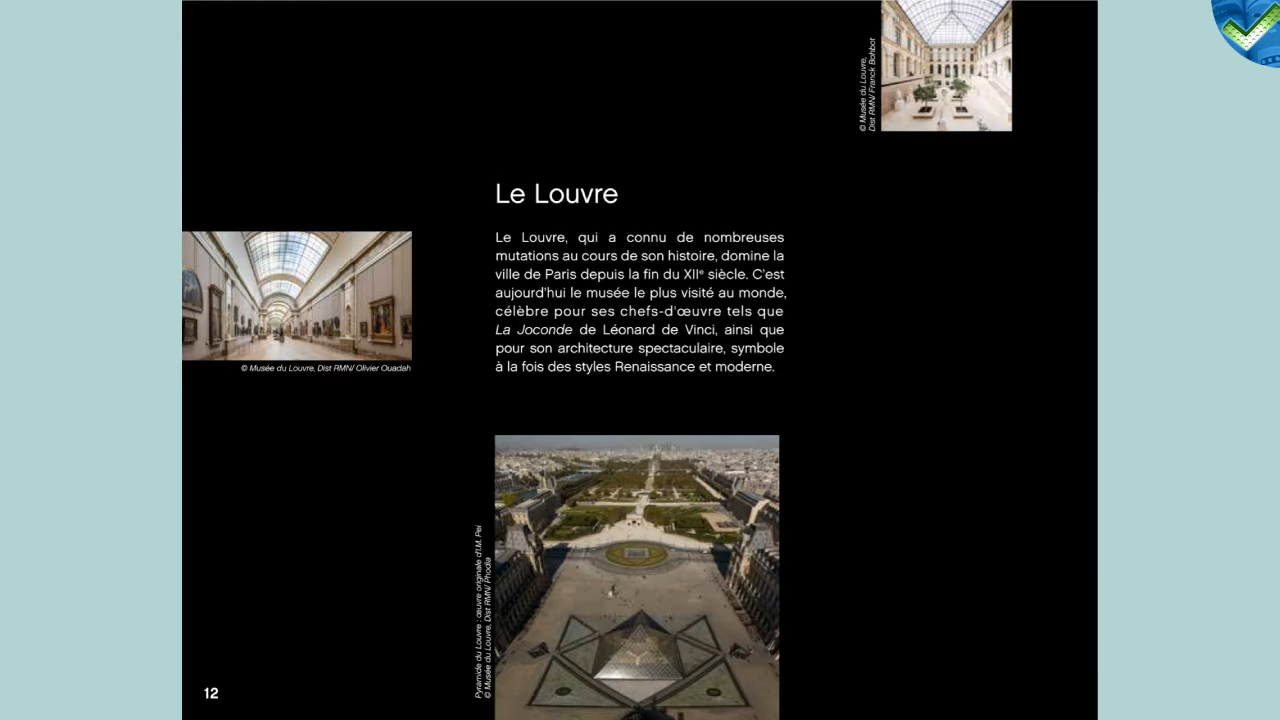 © Musée du Louvre,
Dist RMN/ Franck Bohbot
Le Louvre
Le Louvre, qui a connu de nombreuses
mutations au cours de son histoire, domine la
ville de Paris depuis la fin du XIIᵉ siècle. C'est
aujourd'hui le musée le plus visité au monde,
célèbre pour ses chefs-d'œuvre tels que
La Joconde de Léonard de Vinci, ainsi que
pour son architecture spectaculaire, symbole
à la fois des styles Renaissance et moderne.
© Musée du Louvre, Dist RMN/ Olivier Ouadah
Pyramide du Louvre : œuvre originale d'I.M. Pei
© Musée du Louvre, Dist RMN/ Phodia
12